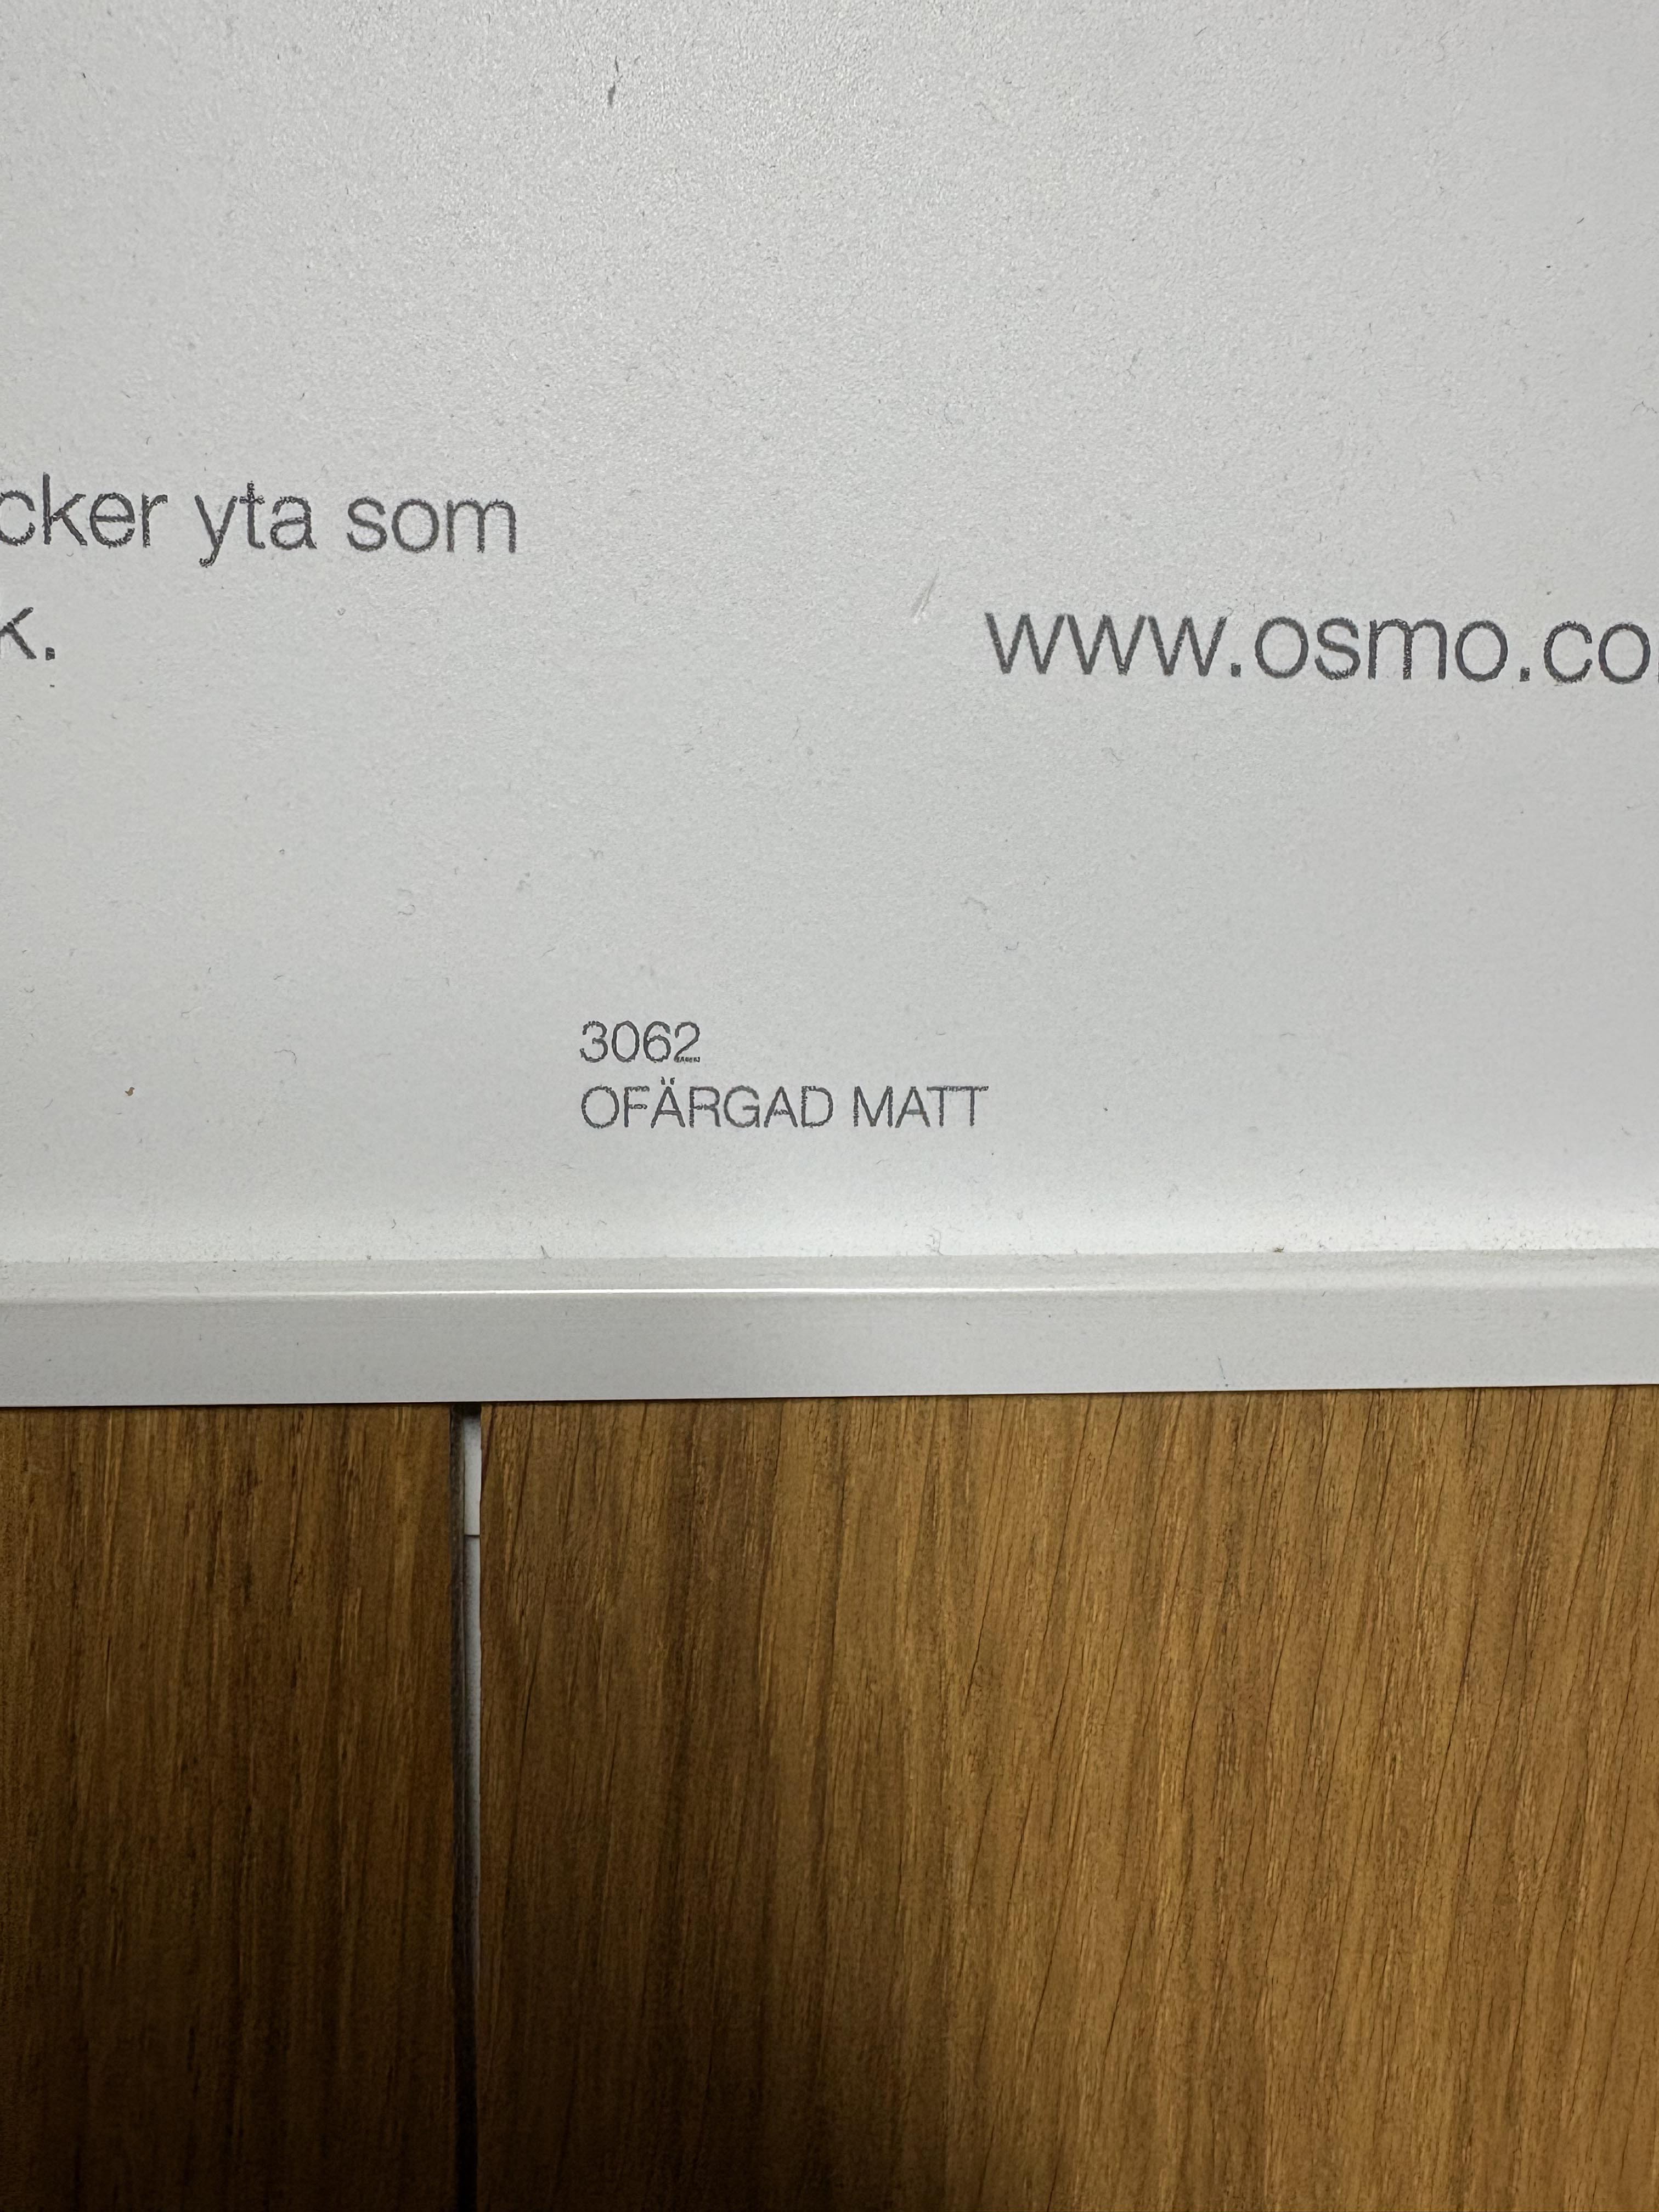 cker yta som
k.
www.osmo.co
3062
OFÄRGAD MATT